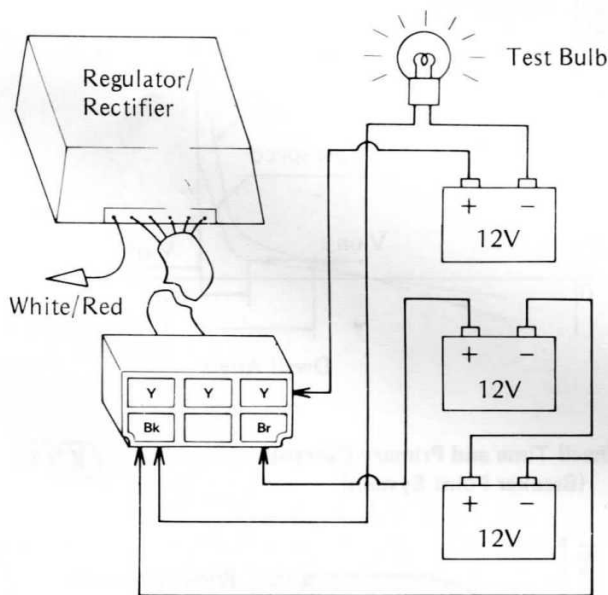 Regulator/
Rectifier
Test Bulb
+ −
12V
White/Red
+ −
12V
Y Y Y
Bk Br
+ −
12V